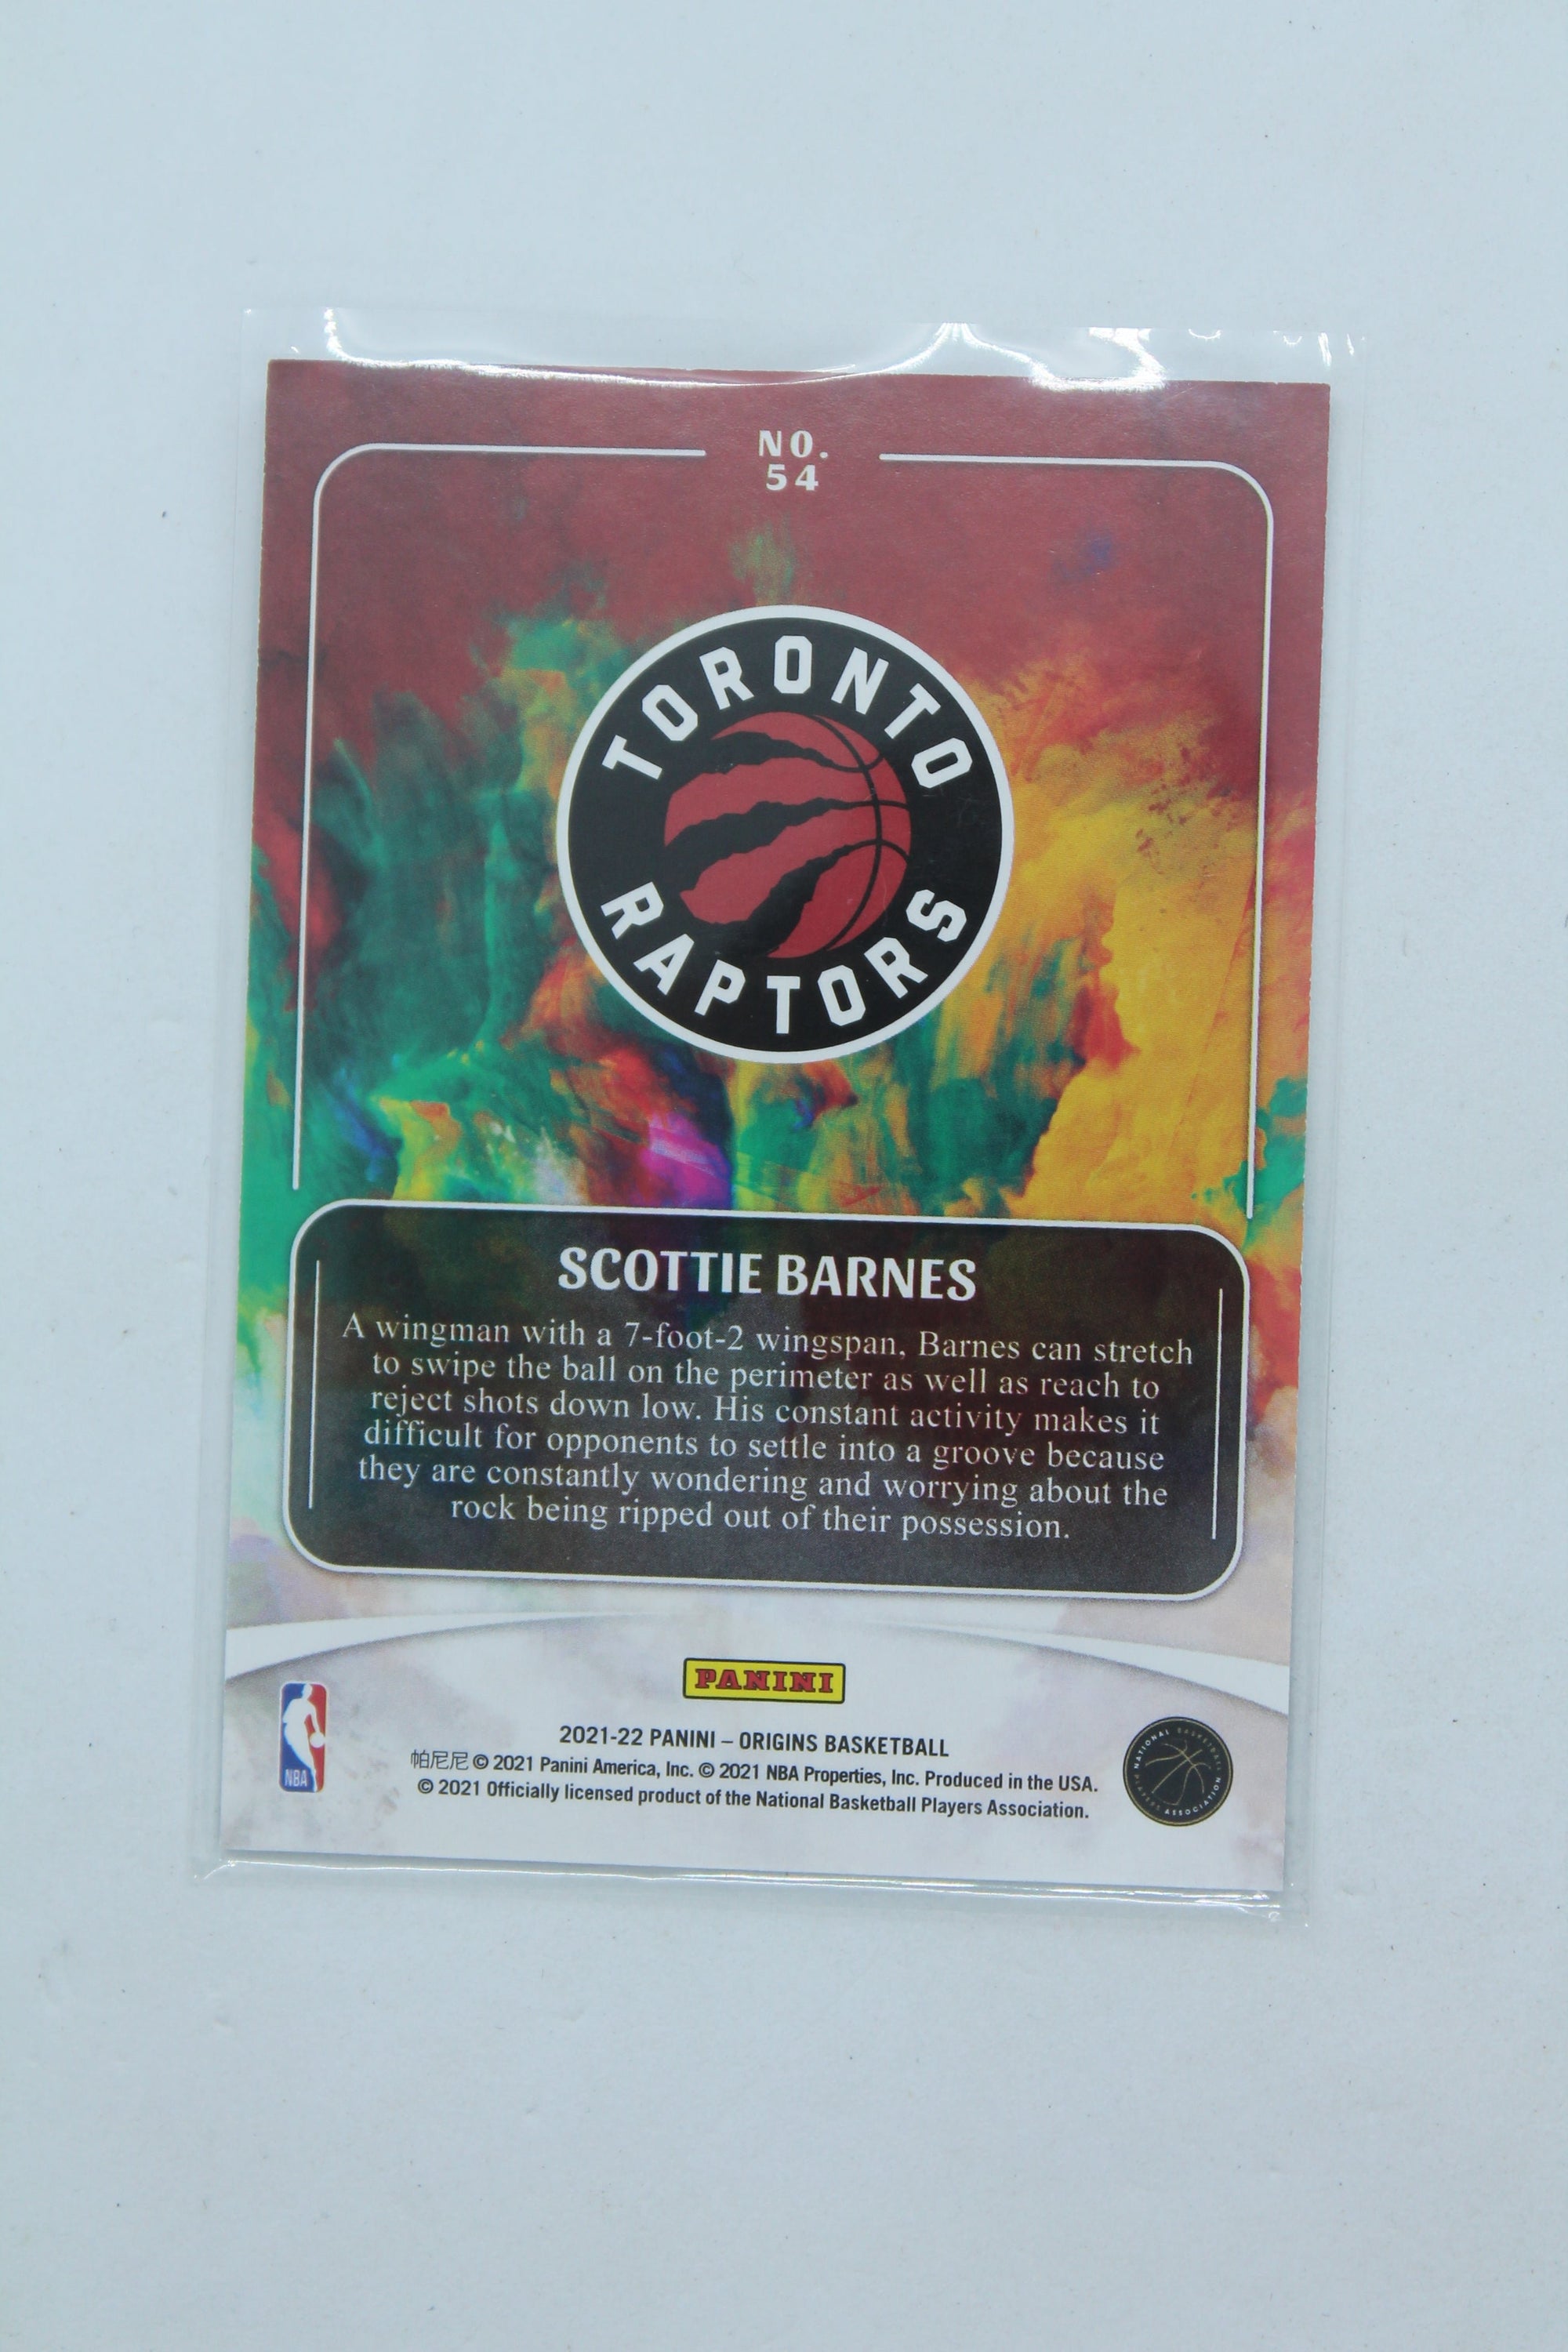 NO.
54
TORONTO
RAPTORS
SCOTTIE BARNES
A wingman with a 7-foot-2 wingspan, Barnes can stretch
to swipe the ball on the perimeter as well as reach to
reject shots down low. His constant activity makes it
difficult for opponents to settle into a groove because
they are constantly wondering and worrying about the
rock being ripped out of their possession.
PANINI
2021-22 PANINI – ORIGINS BASKETBALL
帕尼尼 © 2021 Panini America, Inc. © 2021 NBA Properties, Inc. Produced in the USA.
© 2021 Officially licensed product of the National Basketball Players Association.
NBA
NATIONAL BASKETBALL
PLAYERS ASSOCIATION